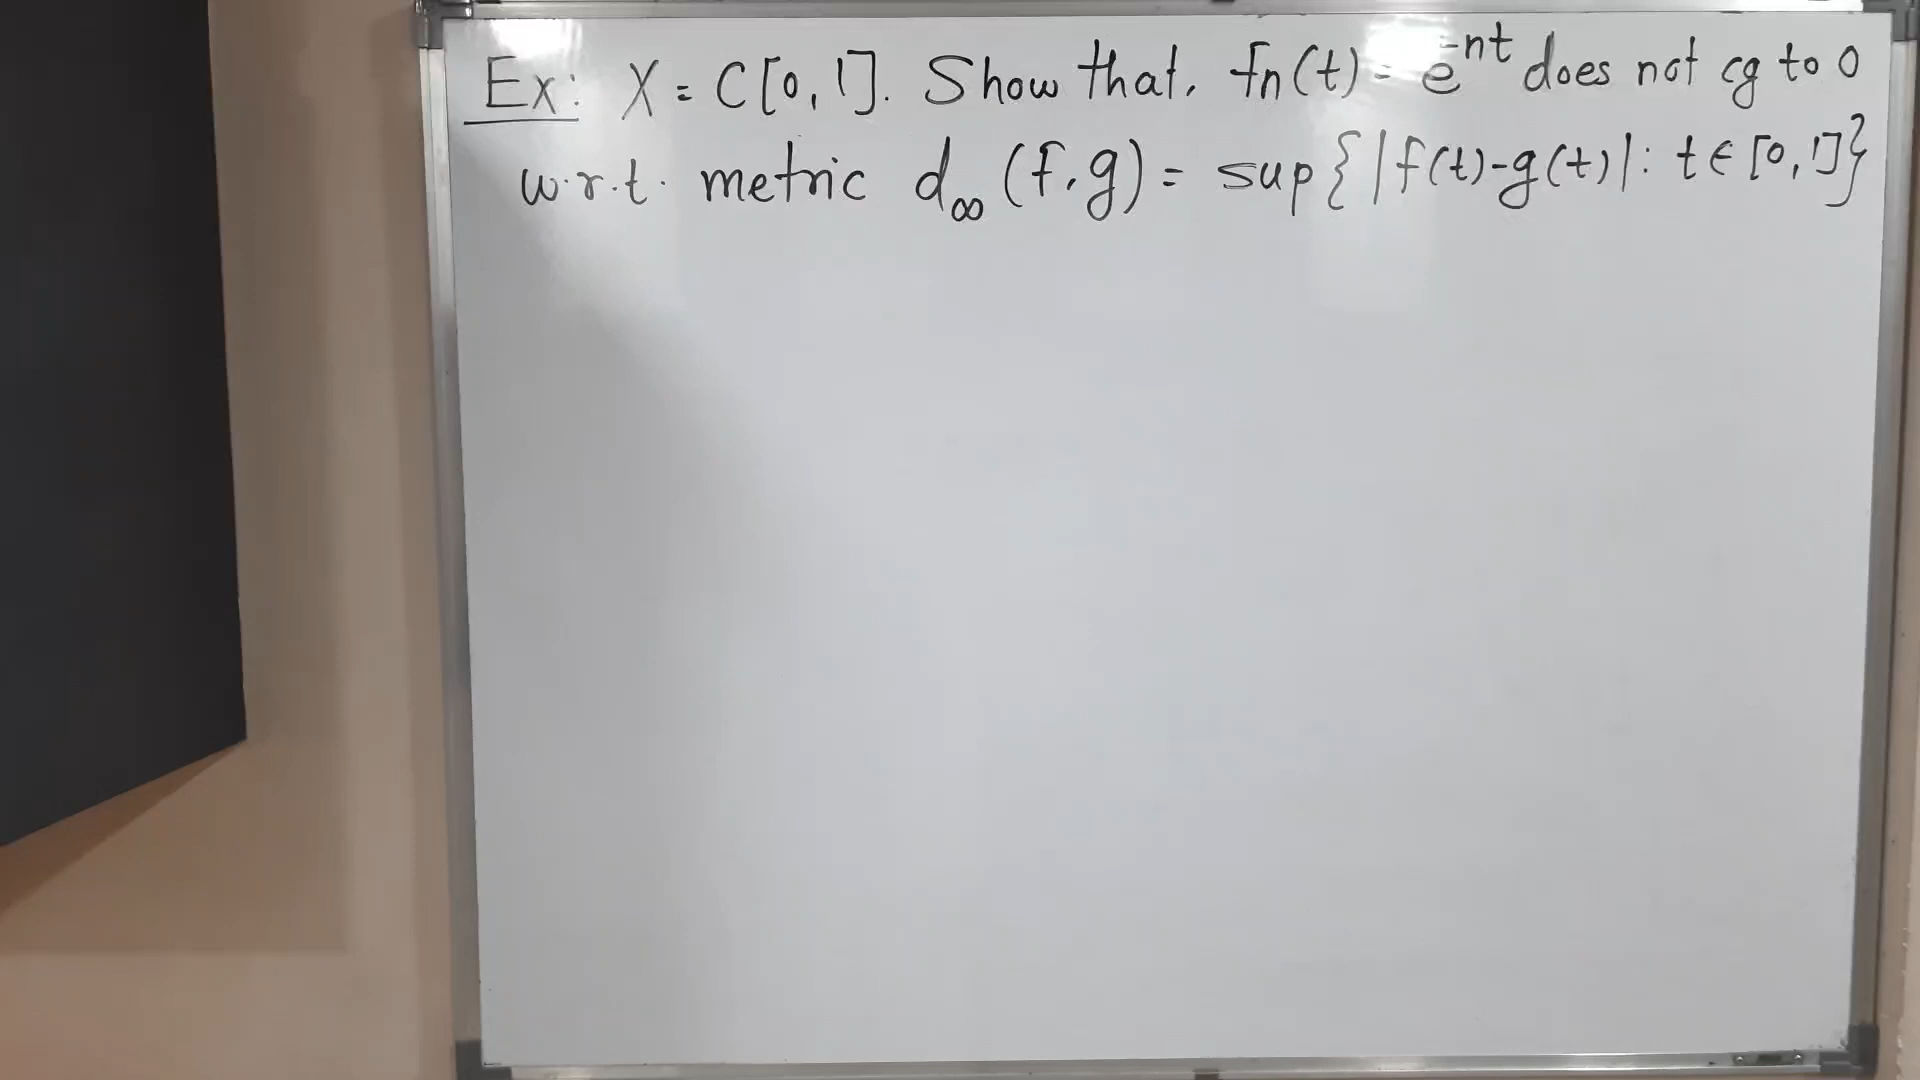 Ex: X = C[0,1]. Show that, fn(t) = e^-nt does not cg to 0
w.r.t. metric d∞(f,g) = sup{|f(t)-g(t)| : t ∈ [0,1]}